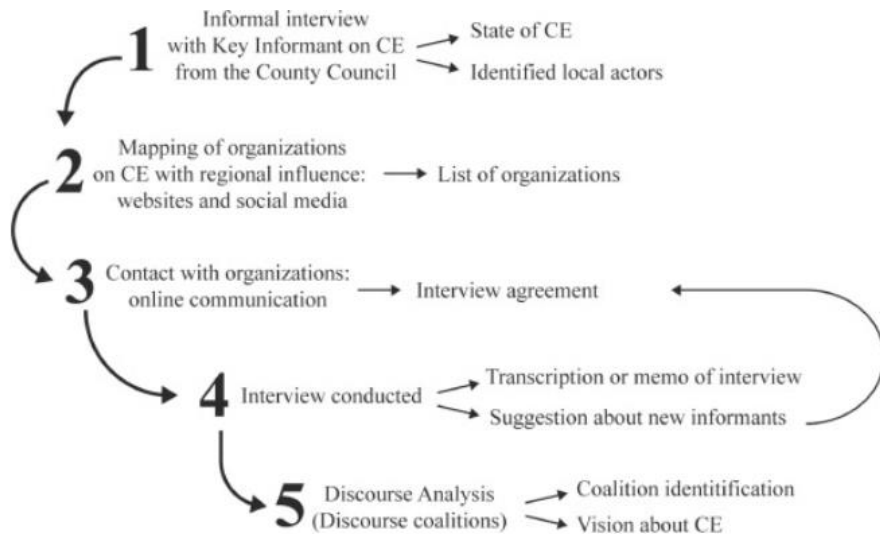 1
Informal interview
with Key Informant on CE
from the County Council
State of CE
Identified local actors
2
Mapping of organizations
on CE with regional influence:
websites and social media
List of organizations
3
Contact with organizations:
online communication
Interview agreement
4
Interview conducted
Transcription or memo of interview
Suggestion about new informants
5
Discourse Analysis
(Discourse coalitions)
Coalition identitification
Vision about CE